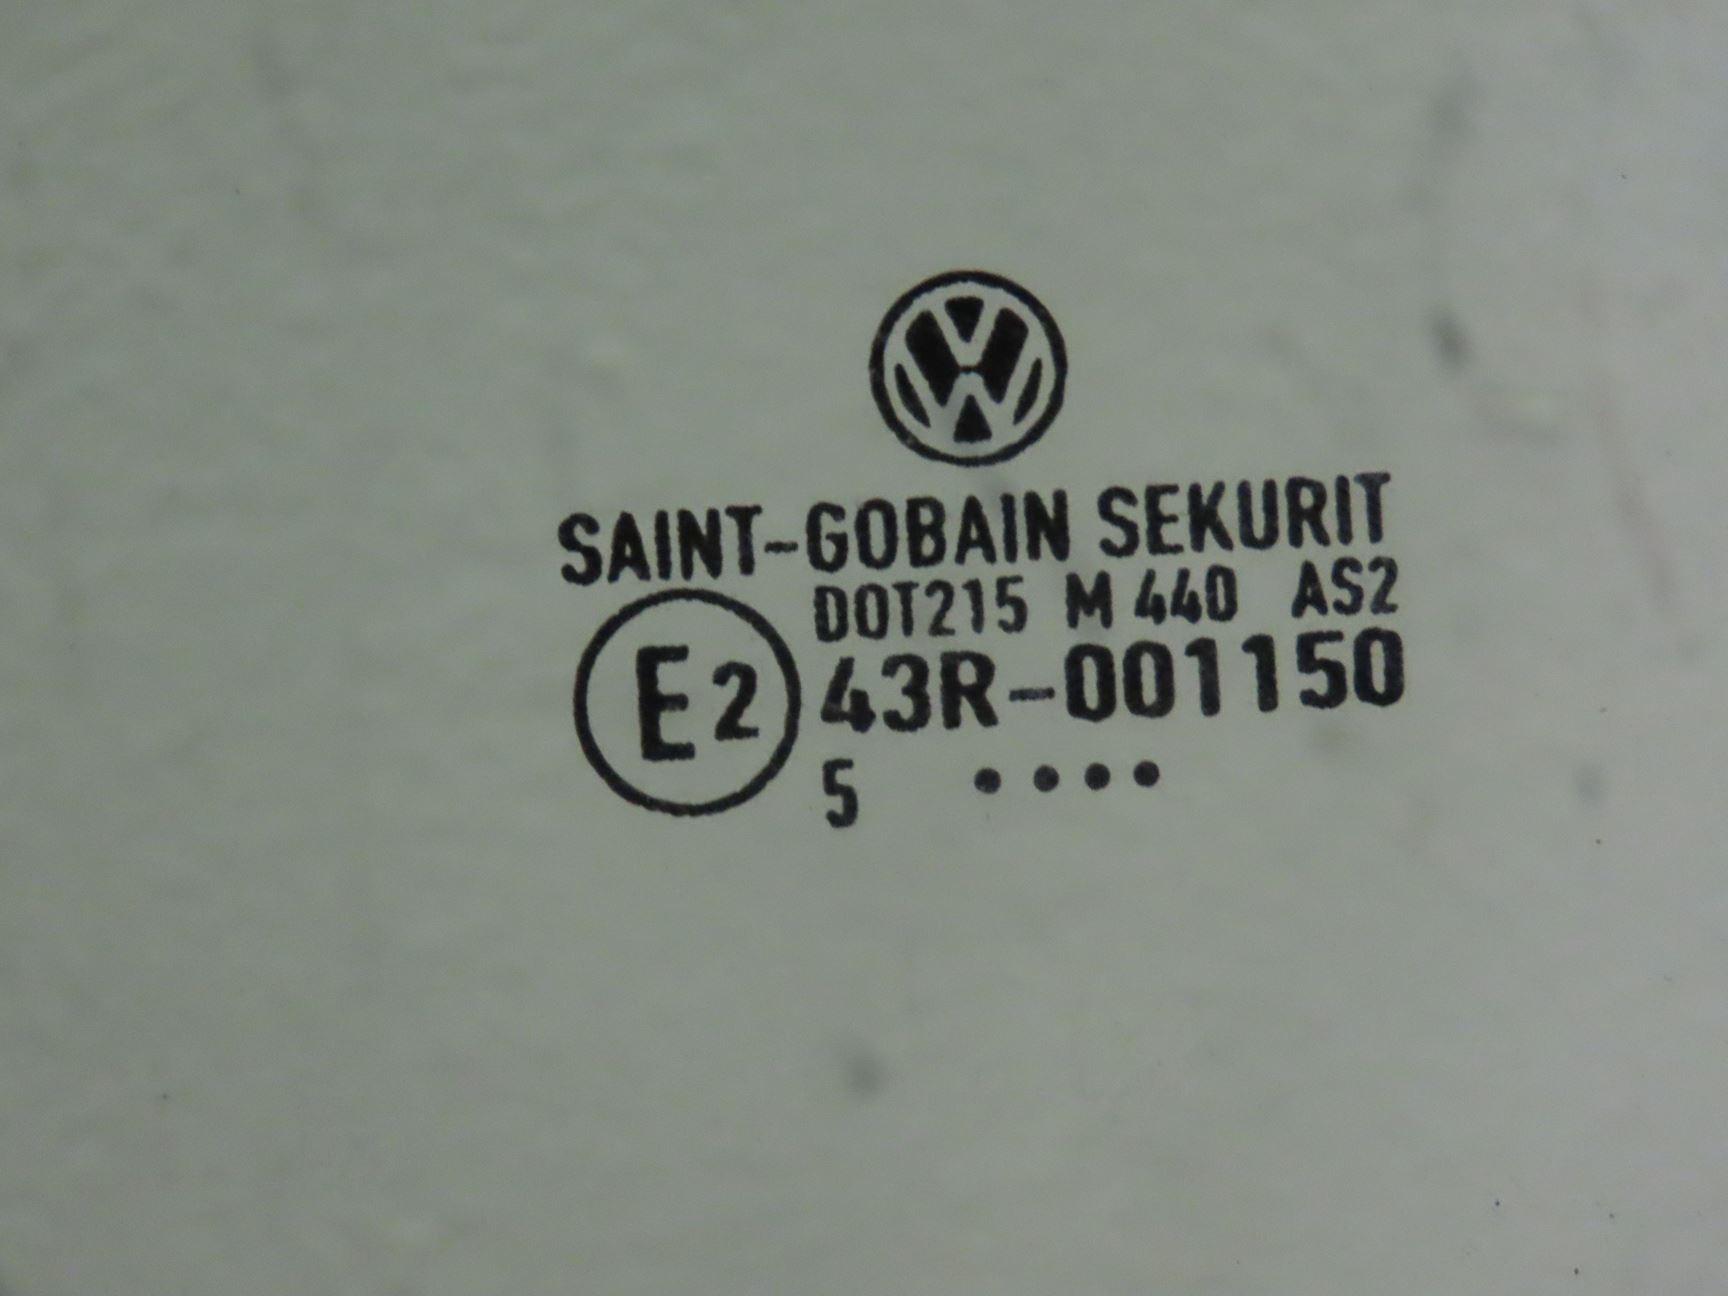 SAINT-GOBAIN SEKURIT
DOT215 M 440 AS2
E2 43R-001150
5 ....